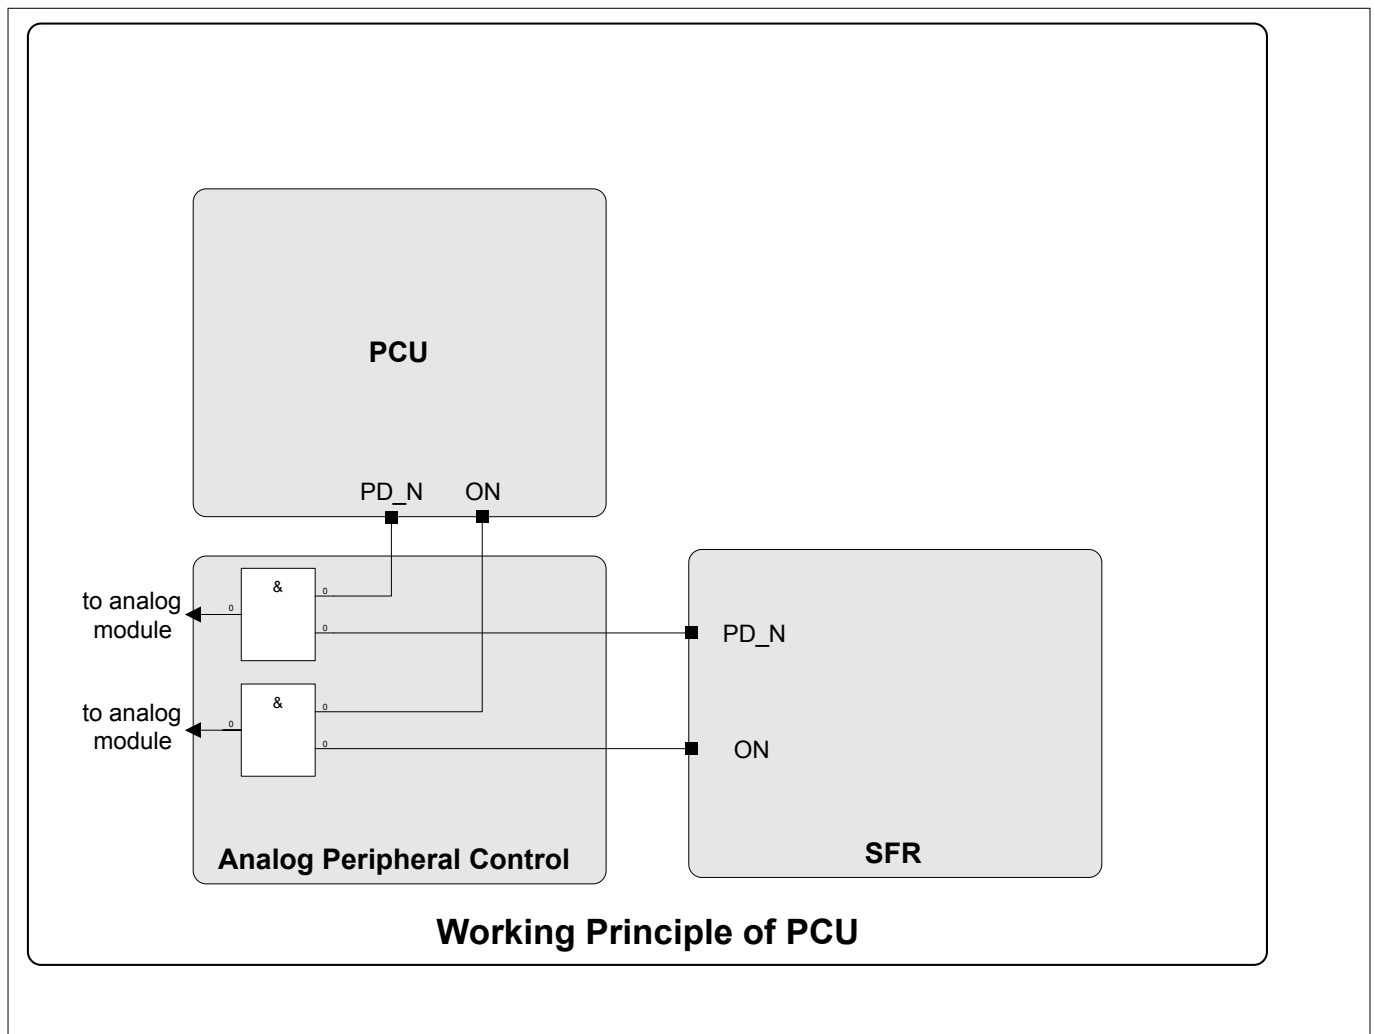 PCU
PD_N ON
&
0
to analog
module
0
0
PD_N
&
0
to analog
module
0
0
ON
Analog Peripheral Control
SFR
Working Principle of PCU